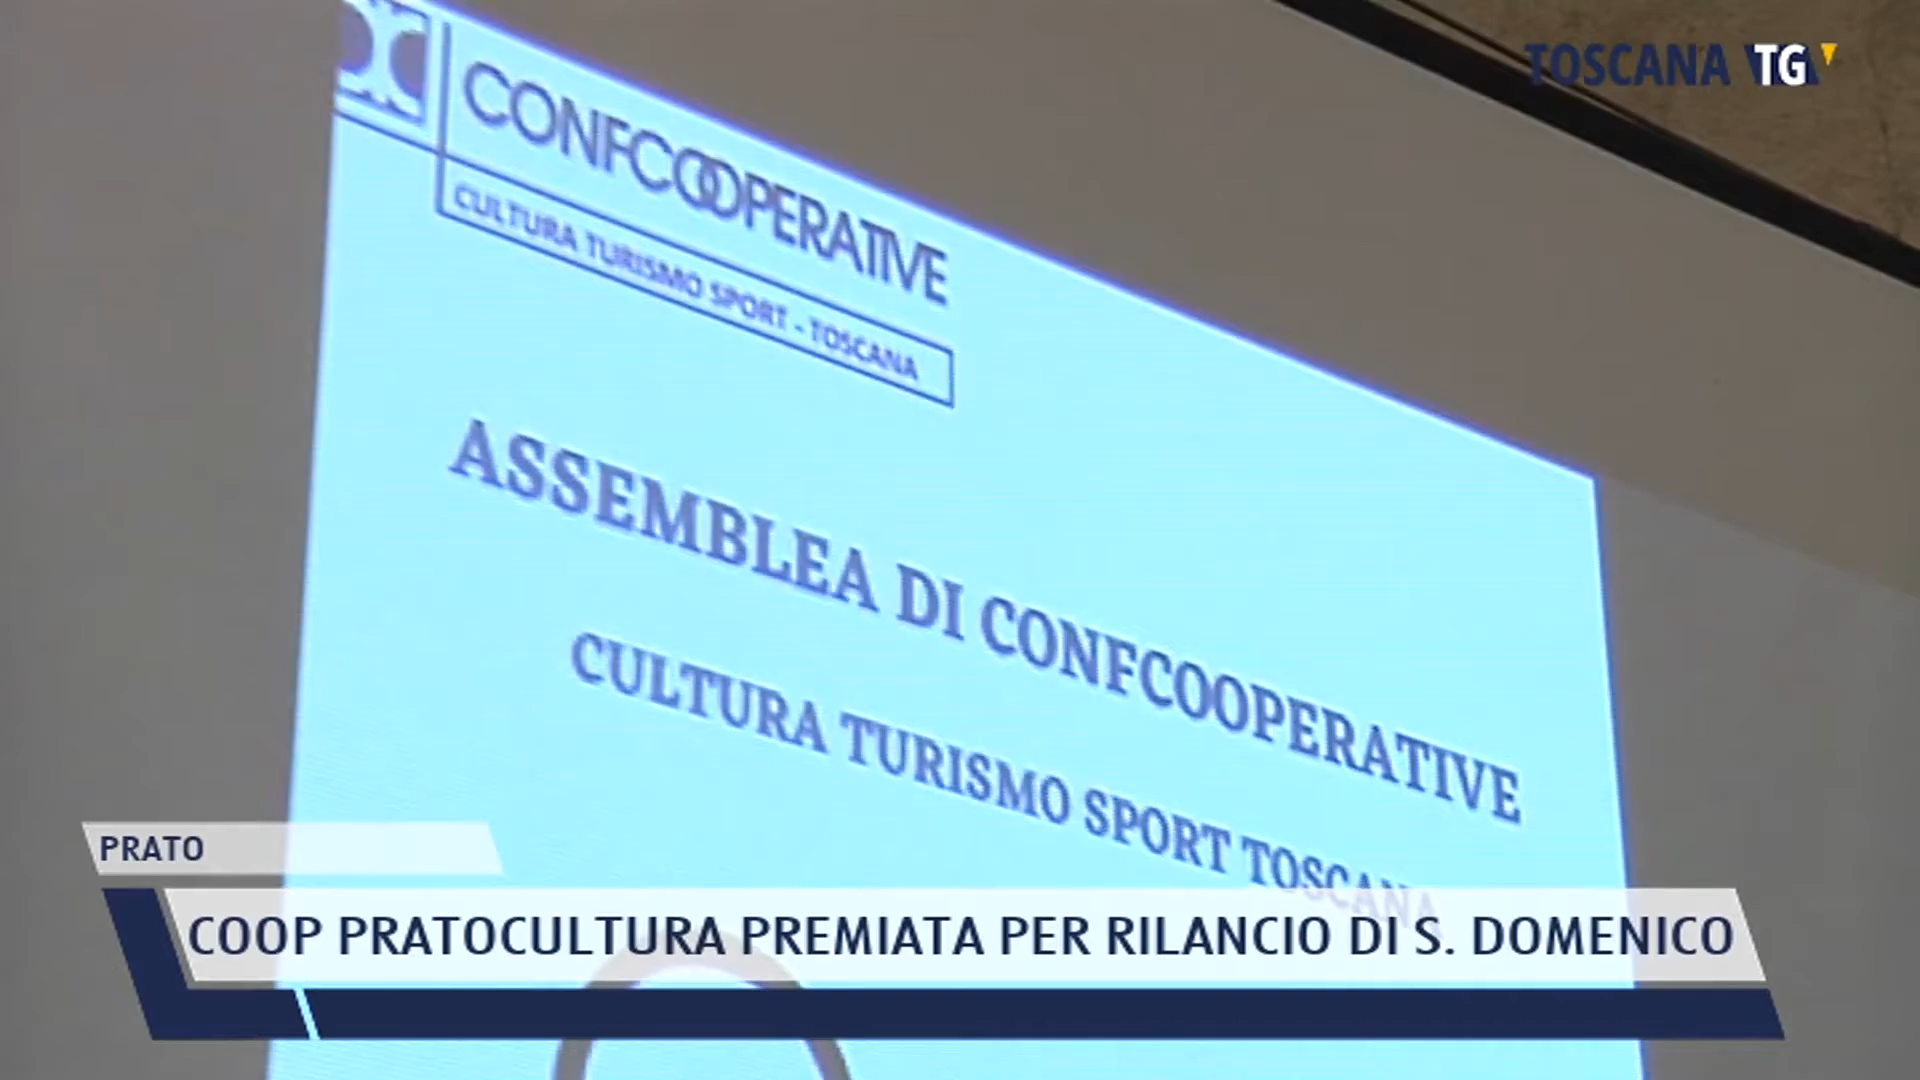 TOSCANA TG
CONFCOOPERATIVE
CULTURA TURISMO SPORT - TOSCANA
ASSEMBLEA DI CONFCOOPERATIVE
CULTURA TURISMO SPORT TOSCANA
PRATO
COOP PRATOCULTURA PREMIATA PER RILANCIO DI S. DOMENICO